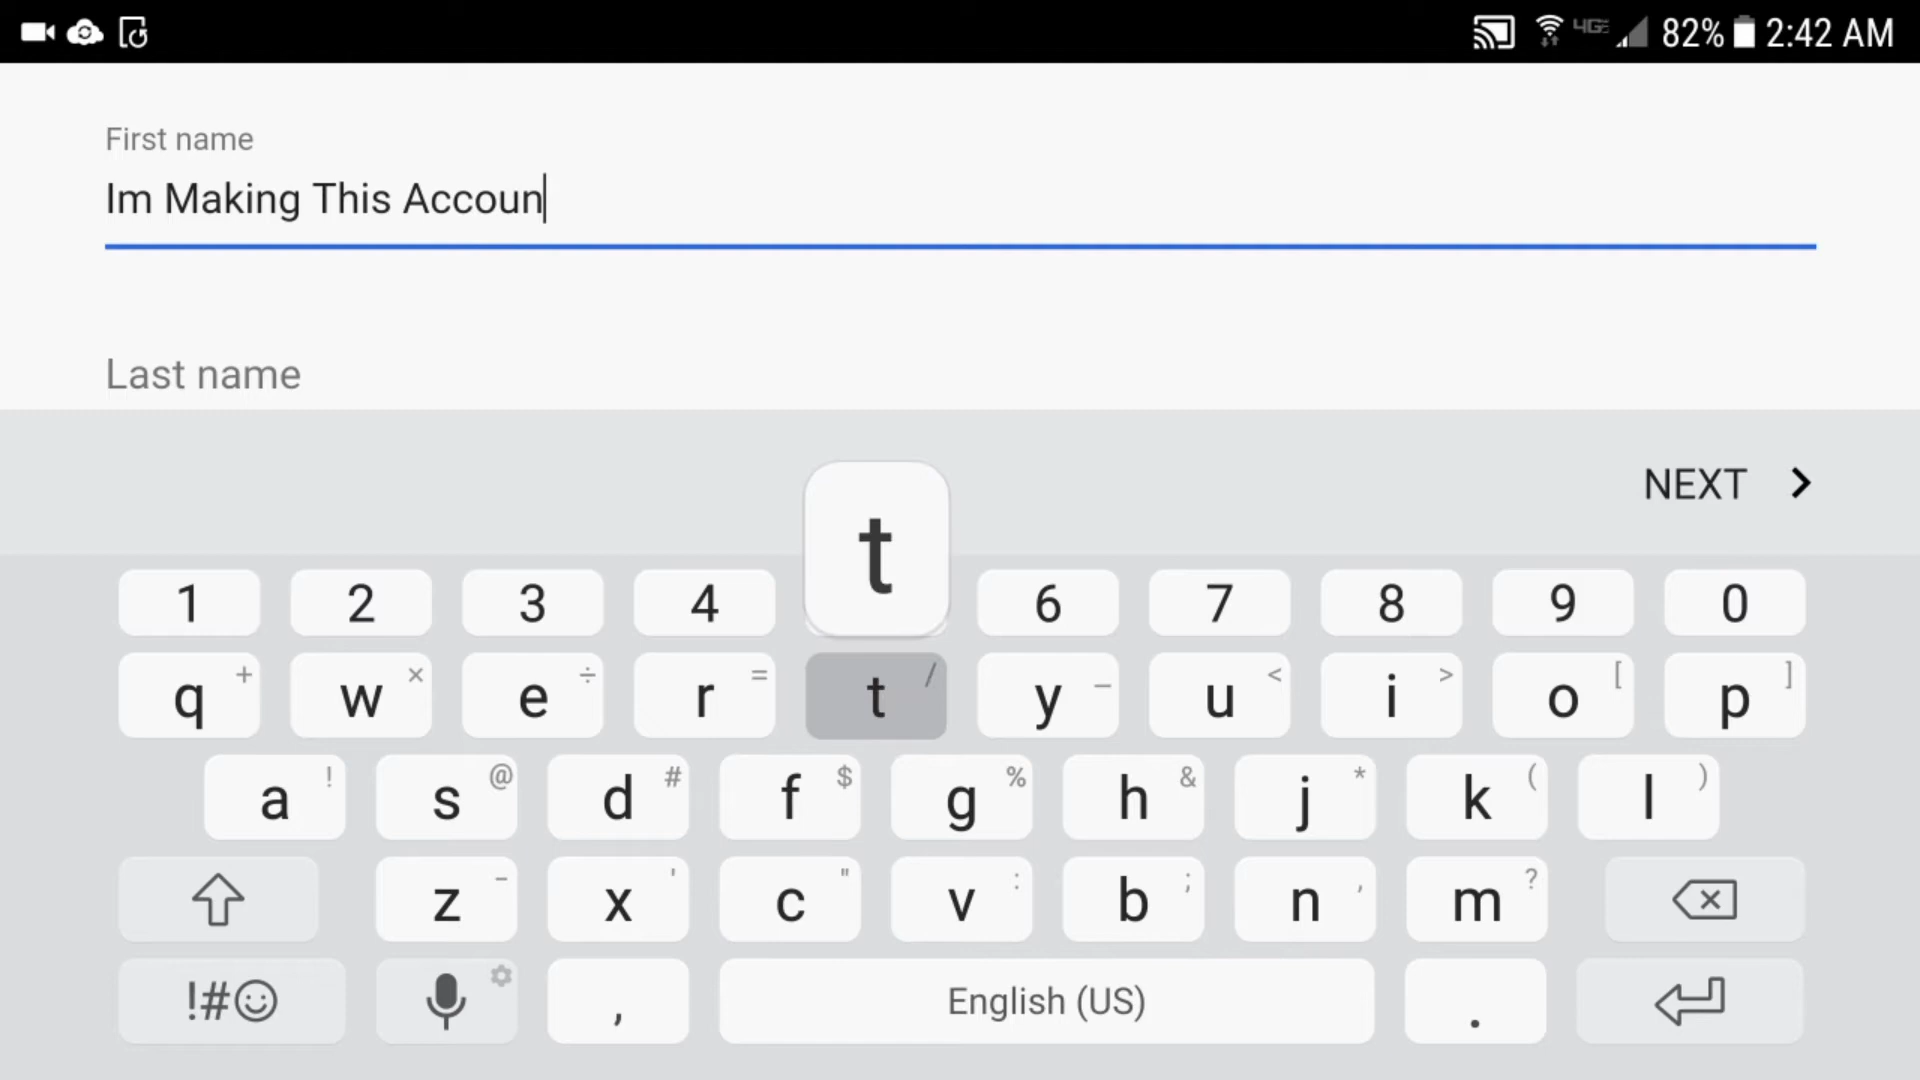 4GE 82% 2:42 AM
First name
Im Making This Accoun
Last name
NEXT
t
1 2 3 4 6 7 8 9 0
q + w × e ÷ r = t / y _ u < i > o [ p ]
a ! s @ d # f $ g % h & j * k ( l )
z - x ' c " v : b ; n , m ?
!#☺ , English (US) .